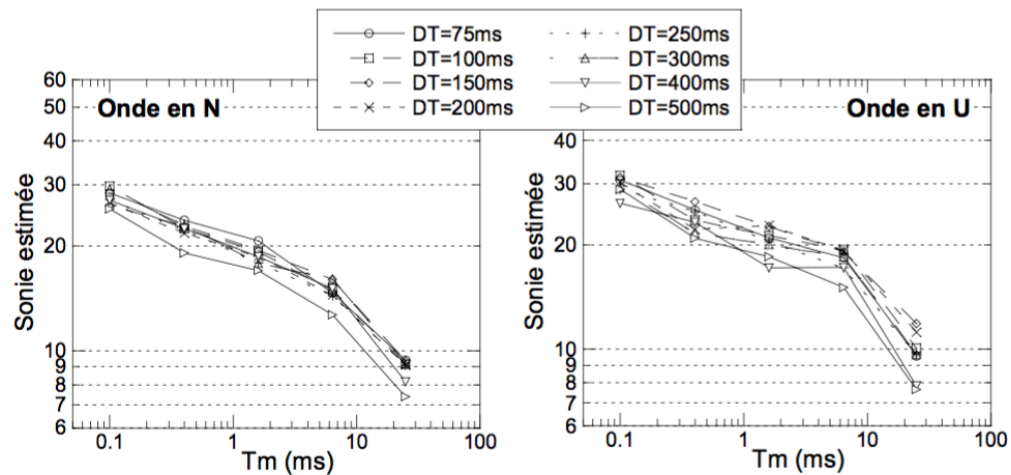 DT=75ms DT=250ms
DT=100ms DT=300ms
DT=150ms DT=400ms
DT=200ms DT=500ms
Onde en N
Sonie estimée
60
50
40
30
20
10
9
8
7
6
0.1 1 10 100
Tm (ms)
Onde en U
Sonie estimée
60
50
40
30
20
10
9
8
7
6
0.1 1 10 100
Tm (ms)